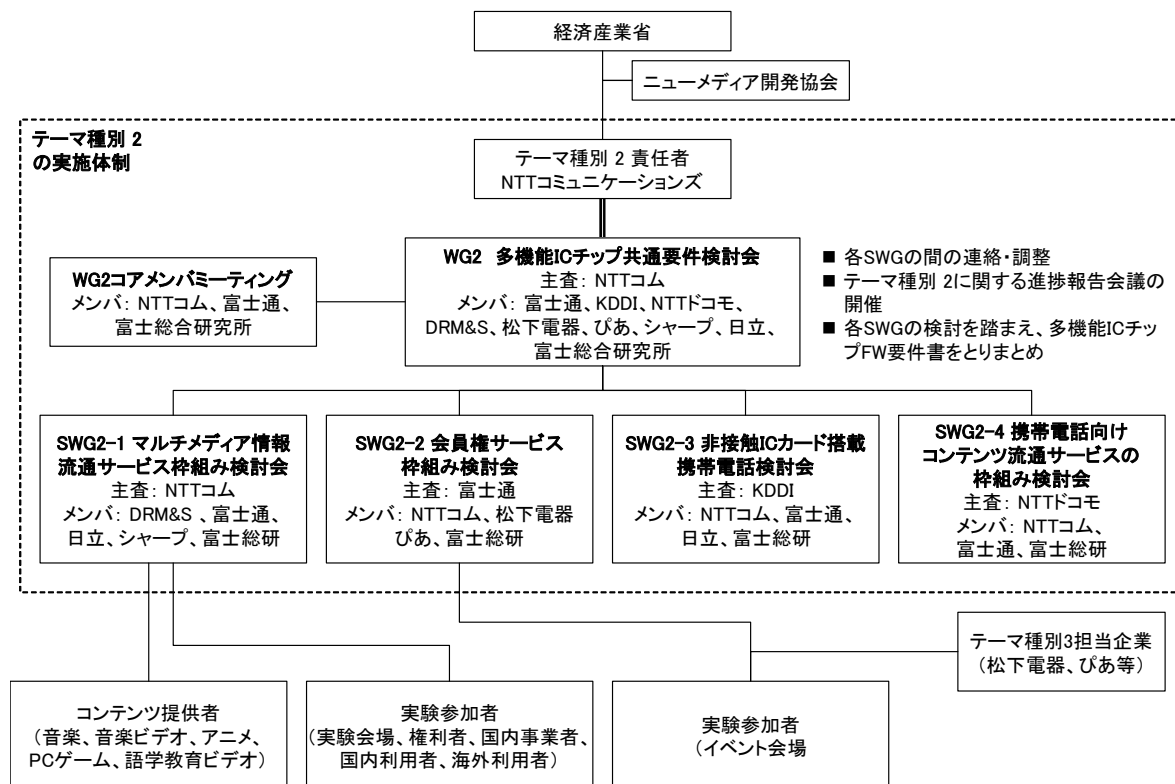 経済産業省
ニューメディア開発協会
テーマ種別 2
の実施体制
テーマ種別 2 責任者
NTTコミュニケーションズ
WG2 多機能ICチップ共通要件検討会
主査: NTTコム
メンバ: 富士通、KDDI、NTTドコモ、
DRM&S、松下電器、ぴあ、シャープ、日立、
富士総合研究所
WG2コアメンバミーティング
メンバ: NTTコム、富士通、
富士総合研究所
■ 各SWGの間の連絡・調整
■ テーマ種別 2に関する進捗報告会議の
開催
■ 各SWGの検討を踏まえ、多機能ICチッ
プFW要件書をとりまとめ
SWG2-1 マルチメディア情報
流通サービス枠組み検討会
主査: NTTコム
メンバ: DRM&S 、富士通、
日立、シャープ、富士総研
SWG2-2 会員権サービス
枠組み検討会
主査: 富士通
メンバ: NTTコム、松下電器
ぴあ、富士総研
SWG2-3 非接触ICカード搭載
携帯電話検討会
主査: KDDI
メンバ: NTTコム、富士通、
日立、富士総研
SWG2-4 携帯電話向け
コンテンツ流通サービスの
枠組み検討会
主査: NTTドコモ
メンバ: NTTコム、
富士通、富士総研
テーマ種別3担当企業
（松下電器、ぴあ等）
コンテンツ提供者
（音楽、音楽ビデオ、アニメ、
PCゲーム、語学教育ビデオ）
実験参加者
（実験会場、権利者、国内事業者、
国内利用者、海外利用者）
実験参加者
（イベント会場